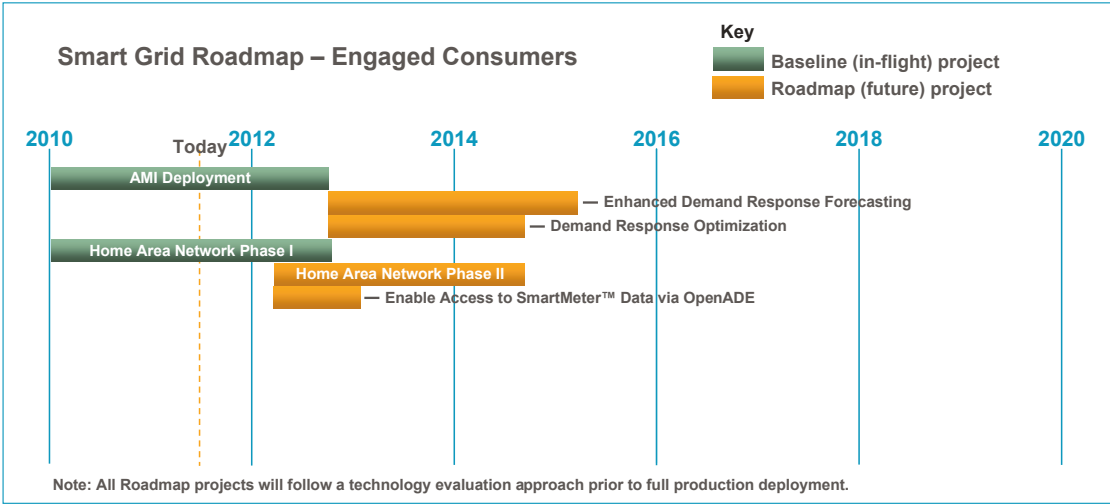 Key
Smart Grid Roadmap – Engaged Consumers
Baseline (in-flight) project
Roadmap (future) project
2010
Today
2012
2014
2016
2018
2020
AMI Deployment
Enhanced Demand Response Forecasting
Demand Response Optimization
Home Area Network Phase I
Home Area Network Phase II
Enable Access to SmartMeter™ Data via OpenADE
Note: All Roadmap projects will follow a technology evaluation approach prior to full production deployment.